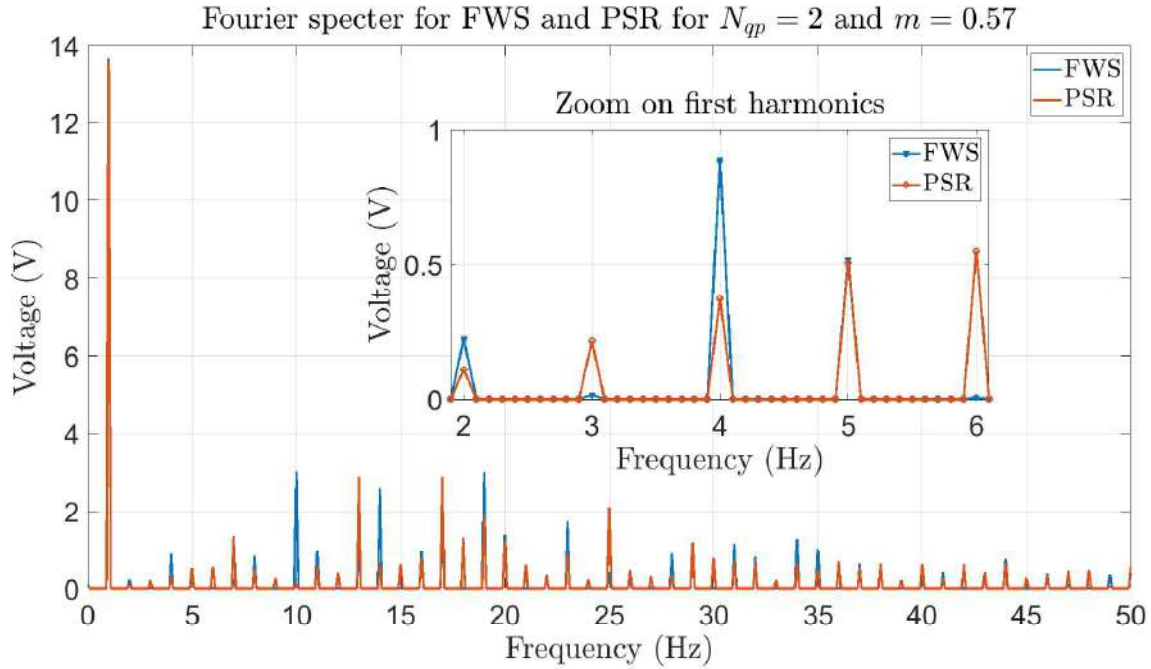 Fourier specter for FWS and PSR for $N_{qp} = 2$ and $m = 0.57$
14
12
10
8
6
4
2
0
Voltage (V)
FWS
PSR
Zoom on first harmonics
1
0.5
0
Voltage (V)
FWS
PSR
2 3 4 5 6
Frequency (Hz)
0 5 10 15 20 25 30 35 40 45 50
Frequency (Hz)